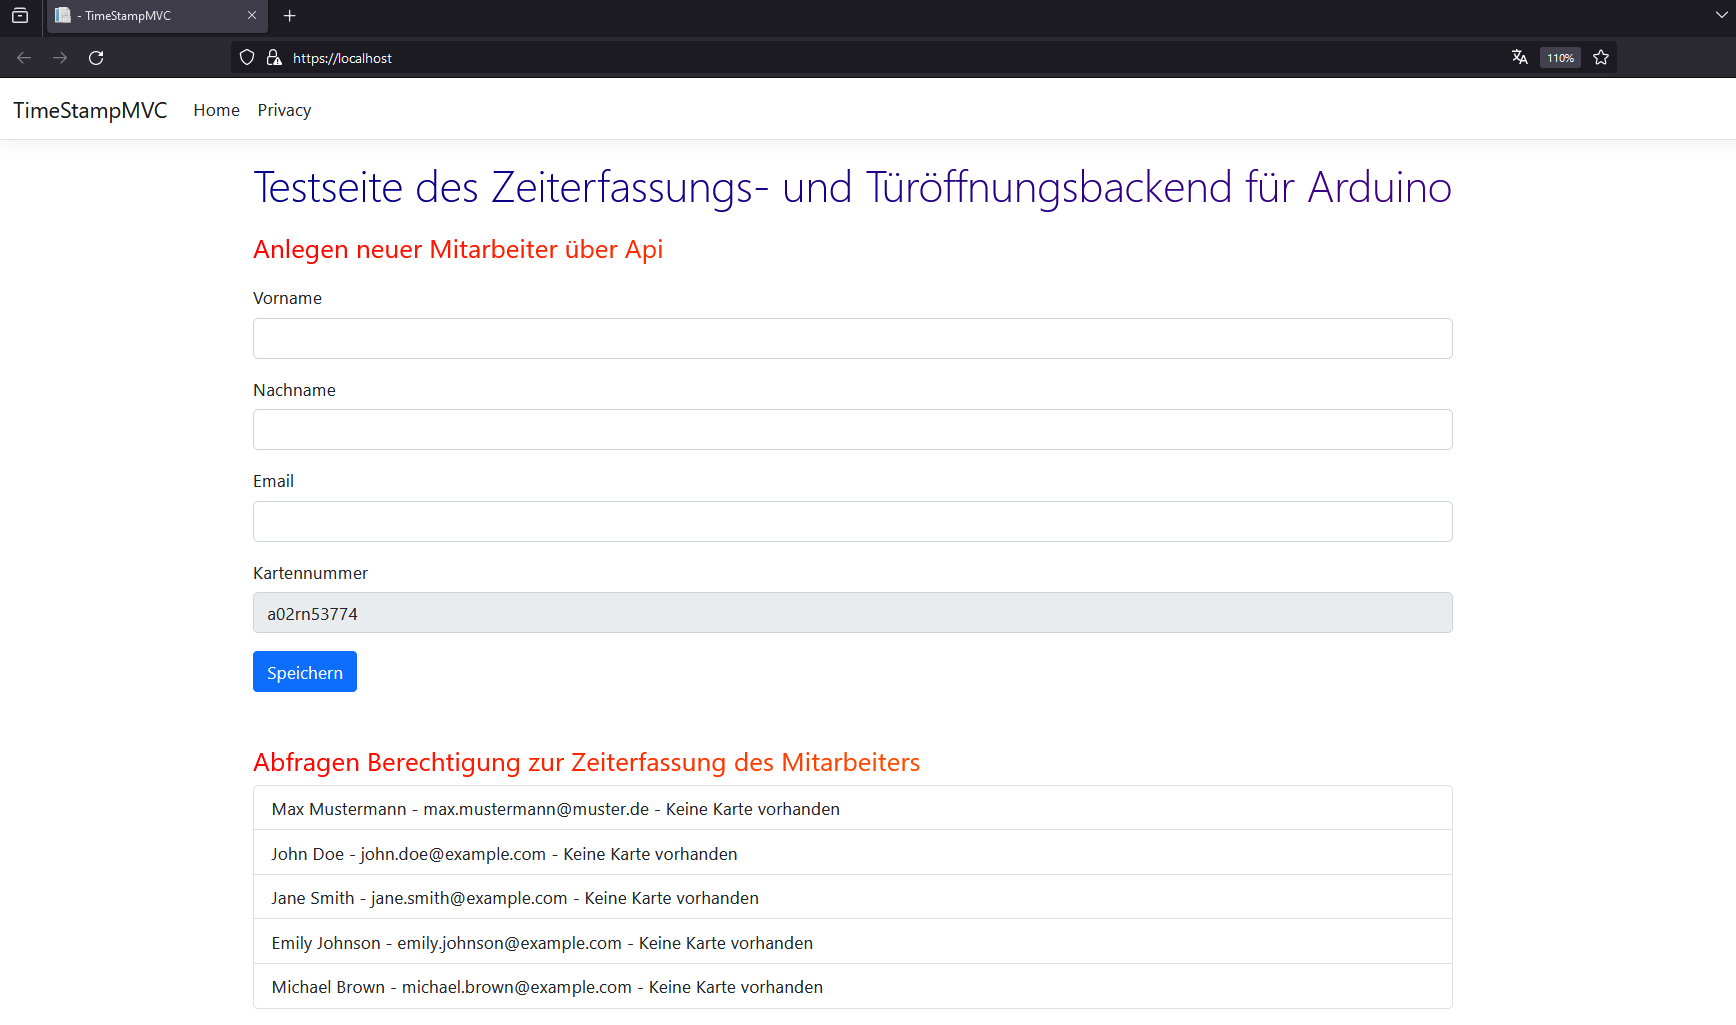 - TimeStampMVC
https://localhost
110%
TimeStampMVC Home Privacy
Testseite des Zeiterfassungs- und Türöffnungsbackend für Arduino
Anlegen neuer Mitarbeiter über Api
Vorname
Nachname
Email
Kartennummer
a02rn53774
Speichern
Abfragen Berechtigung zur Zeiterfassung des Mitarbeiters
Max Mustermann - max.mustermann@muster.de - Keine Karte vorhanden
John Doe - john.doe@example.com - Keine Karte vorhanden
Jane Smith - jane.smith@example.com - Keine Karte vorhanden
Emily Johnson - emily.johnson@example.com - Keine Karte vorhanden
Michael Brown - michael.brown@example.com - Keine Karte vorhanden